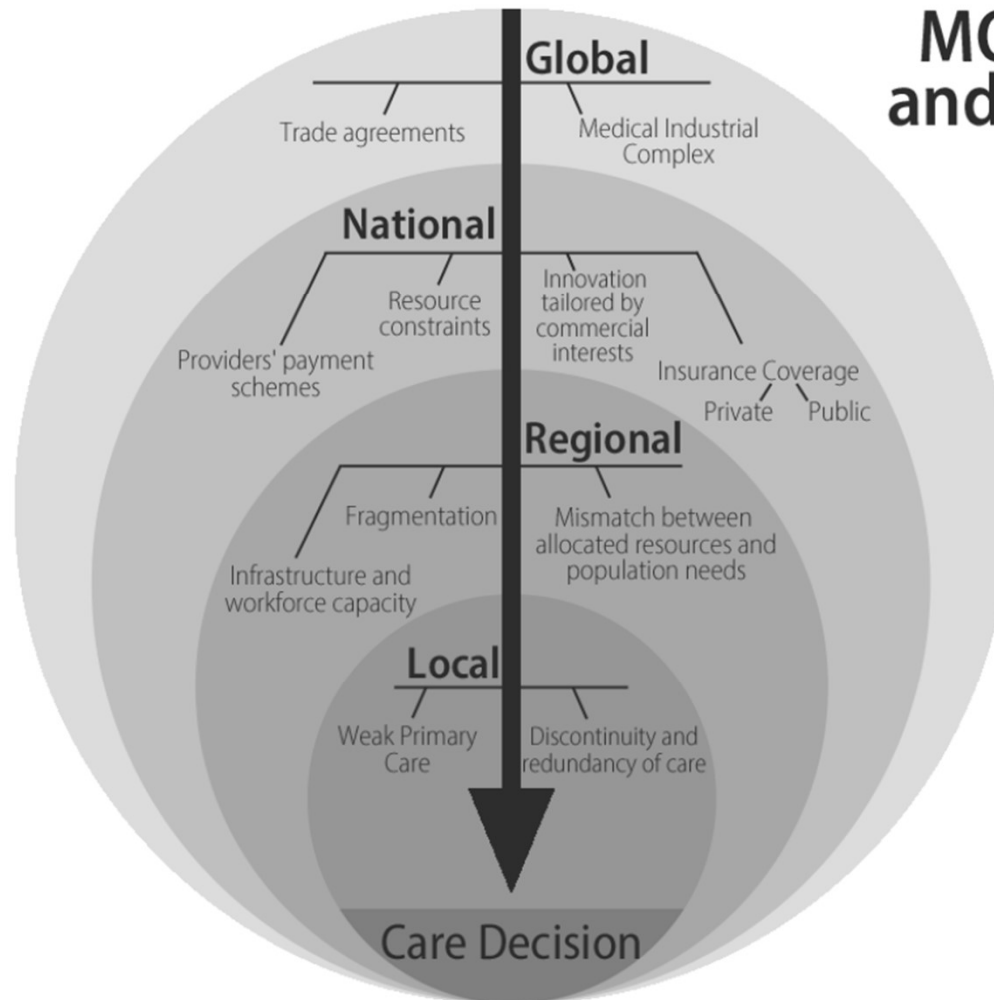 Global
Trade agreements
Medical Industrial
Complex
National
Providers' payment
schemes
Resource
constraints
Innovation
tailored by
commercial
interests
Insurance Coverage
Private
Public
Regional
Infrastructure and
workforce capacity
Fragmentation
Mismatch between
allocated resources and
population needs
Local
Weak Primary
Care
Discontinuity and
redundancy of care
Care Decision
and